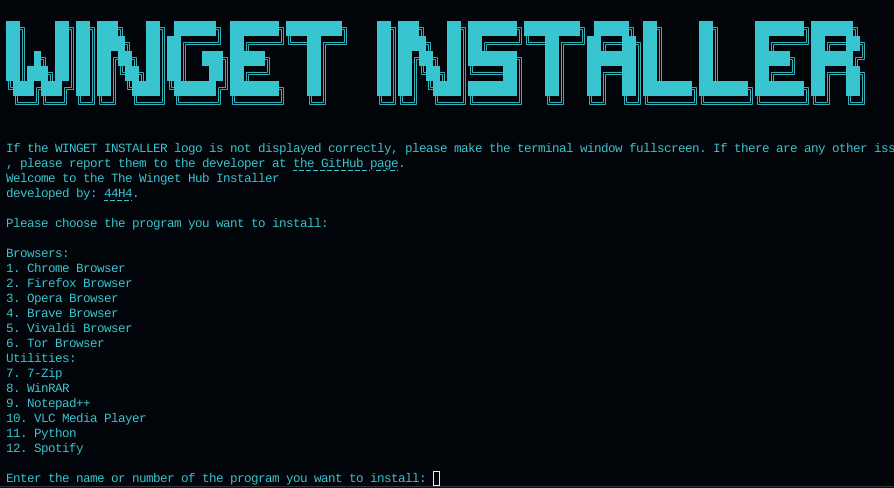 WINGET INSTALLER
If the WINGET INSTALLER logo is not displayed correctly, please make the terminal window fullscreen. If there are any other iss
, please report them to the developer at the GitHub page.
Welcome to the The Winget Hub Installer
developed by: 44H4.
Please choose the program you want to install:
Browsers:
1. Chrome Browser
2. Firefox Browser
3. Opera Browser
4. Brave Browser
5. Vivaldi Browser
6. Tor Browser
Utilities:
7. 7-Zip
8. WinRAR
9. Notepad++
10. VLC Media Player
11. Python
12. Spotify
Enter the name or number of the program you want to install: